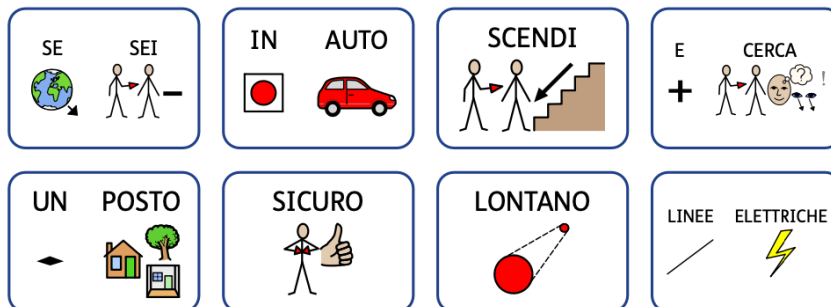 SE SEI
IN AUTO
SCENDI
E CERCA
UN POSTO
SICURO
LONTANO
LINEE ELETTRICHE